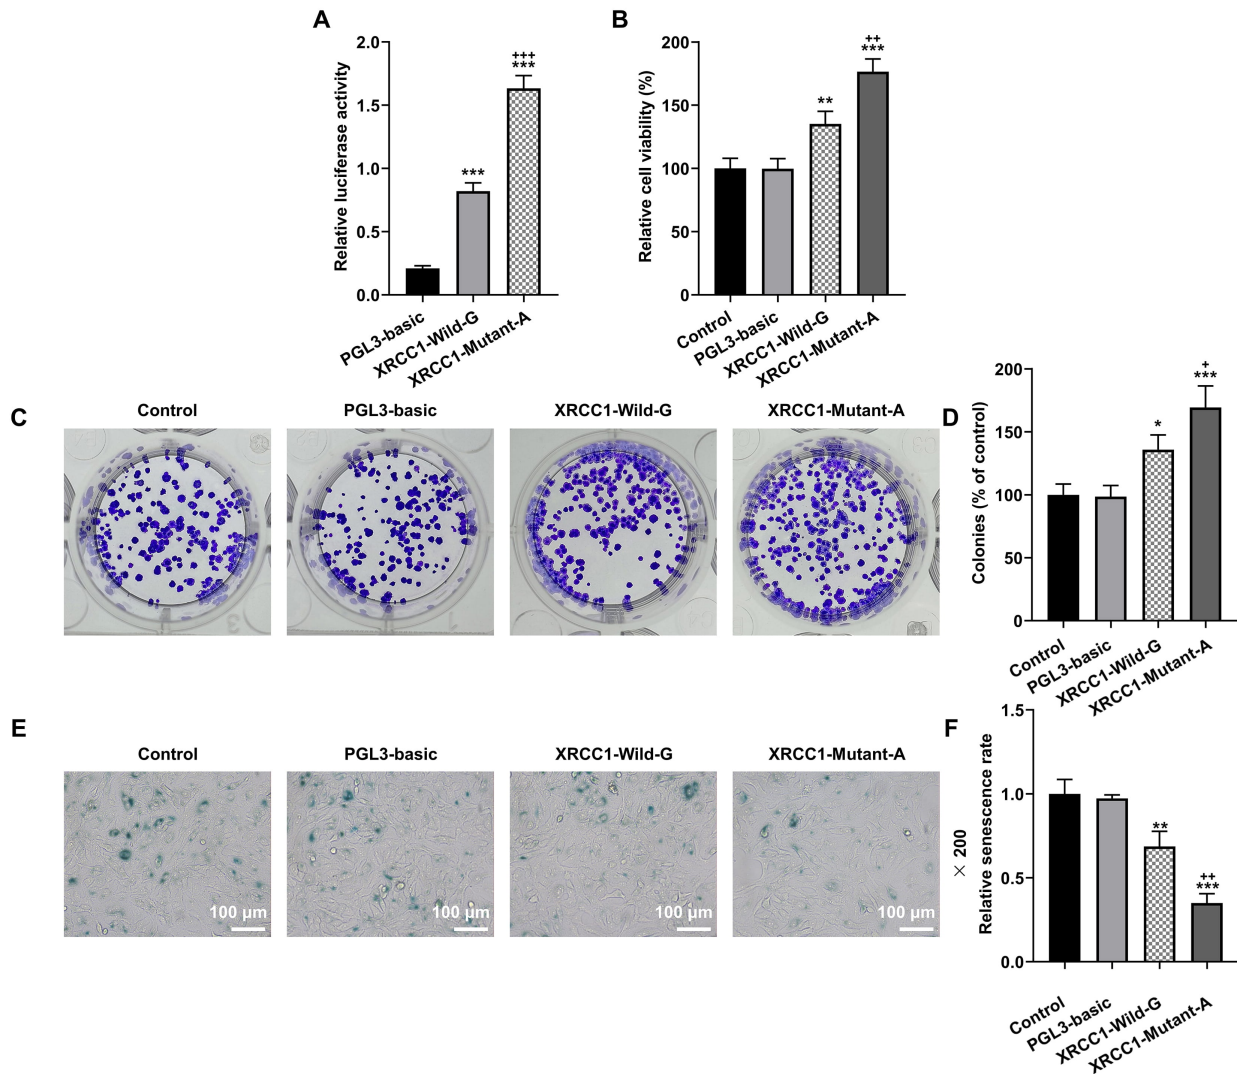 A
Relative luciferase activity
2.0
1.5
1.0
0.5
0.0
***
+++
***
PGL3-basic
XRCC1-Wild-G
XRCC1-Mutant-A
B
Relative cell viability (%)
200
150
100
50
0
**
++
***
Control
PGL3-basic
XRCC1-Wild-G
XRCC1-Mutant-A
C
Control
PGL3-basic
XRCC1-Wild-G
XRCC1-Mutant-A
D
Colonies (% of control)
200
150
100
50
0
*
+
***
Control
PGL3-basic
XRCC1-Wild-G
XRCC1-Mutant-A
E
Control
PGL3-basic
XRCC1-Wild-G
XRCC1-Mutant-A
100 μm
100 μm
100 μm
100 μm
× 200
F
Relative senescence rate
1.5
1.0
0.5
0.0
**
++
***
Control
PGL3-basic
XRCC1-Wild-G
XRCC1-Mutant-A